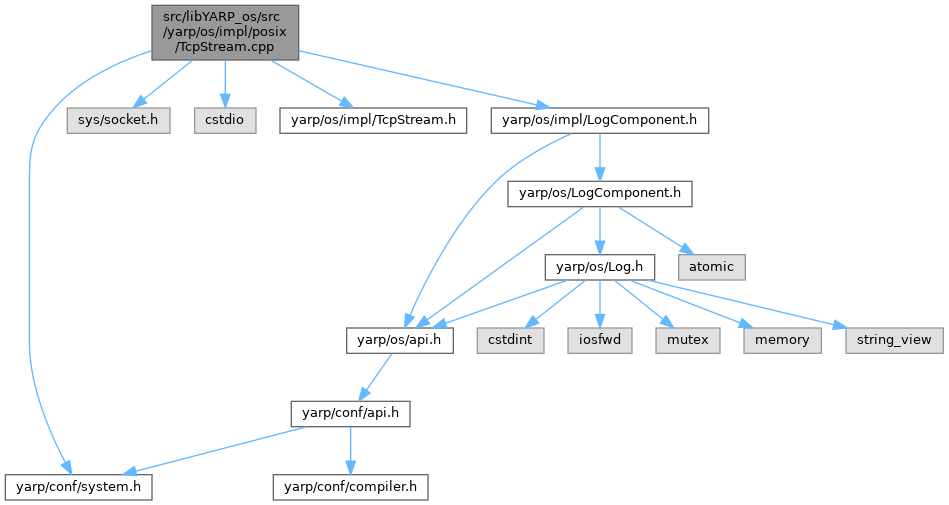 src/libYARP_os/src
/yarp/os/impl/posix
/TcpStream.cpp
sys/socket.h
cstdio
yarp/os/impl/TcpStream.h
yarp/os/impl/LogComponent.h
yarp/os/LogComponent.h
yarp/os/Log.h
atomic
yarp/os/api.h
cstdint
iosfwd
mutex
memory
string_view
yarp/conf/api.h
yarp/conf/system.h
yarp/conf/compiler.h